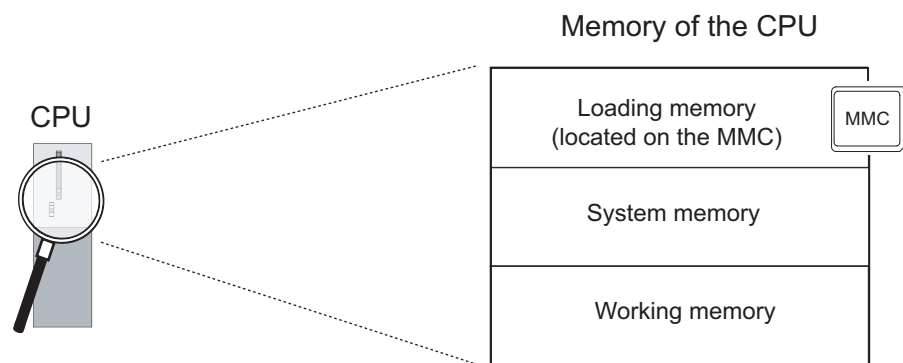 Memory of the CPU
CPU
Loading memory
(located on the MMC)
MMC
System memory
Working memory